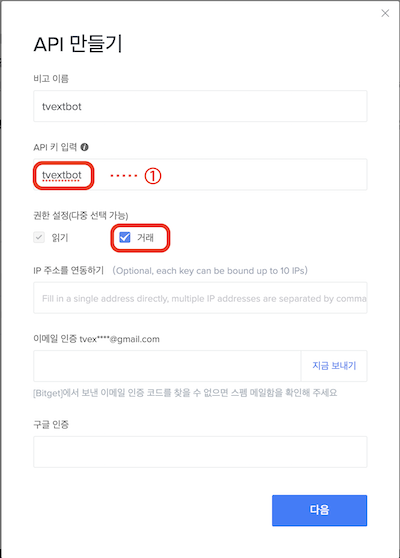 API 만들기
비고 이름
tvextbot
API 키 입력
tvextbot ..... ①
권한 설정(다중 선택 가능)
읽기 거래
IP 주소를 연동하기 (Optional, each key can be bound up to 10 IPs)
Fill in a single address directly, multiple IP addresses are separated by comma
이메일 인증 tvex****@gmail.com
지금 보내기
[Bitget]에서 보낸 이메일 인증 코드를 찾을 수 없으면 스펨 메일함을 확인해 주세요
구글 인증
다음